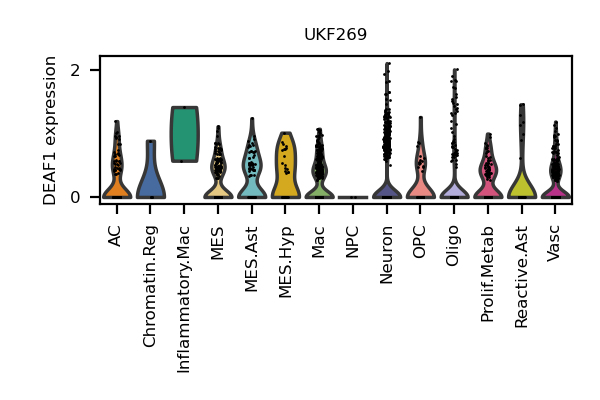 UKF269
DEAF1 expression
2
0
AC
Chromatin.Reg
Inflammatory.Mac
MES
MES.Ast
MES.Hyp
Mac
NPC
Neuron
OPC
Oligo
Prolif.Metab
Reactive.Ast
Vasc